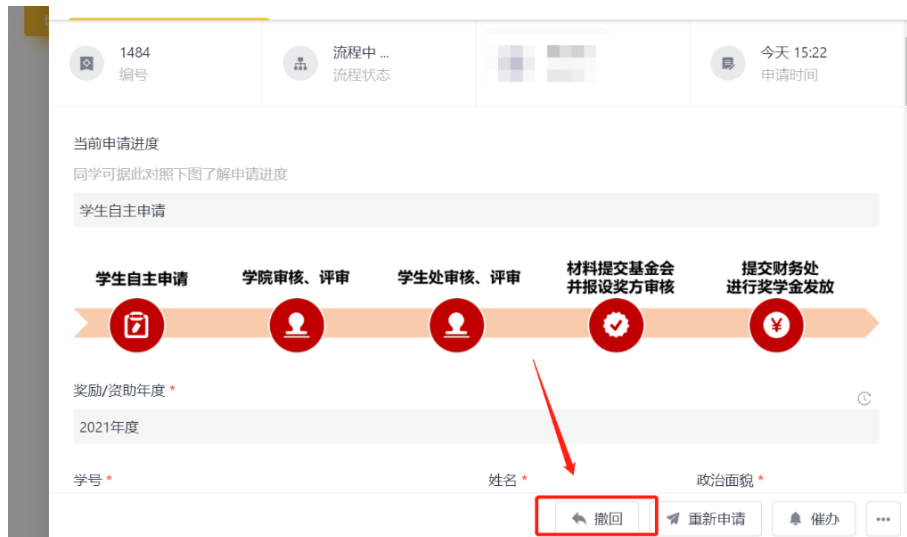 1484
编号
流程中 ...
流程状态
今天 15:22
申请时间
当前申请进度
同学可据此对照下图了解申请进度
学生自主申请
学生自主申请
学院审核、评审
学生处审核、评审
材料提交基金会
并报设奖方审核
提交财务处
进行奖学金发放
奖励/资助年度 *
2021年度
学号 *
姓名 *
政治面貌 *
撤回
重新申请
催办